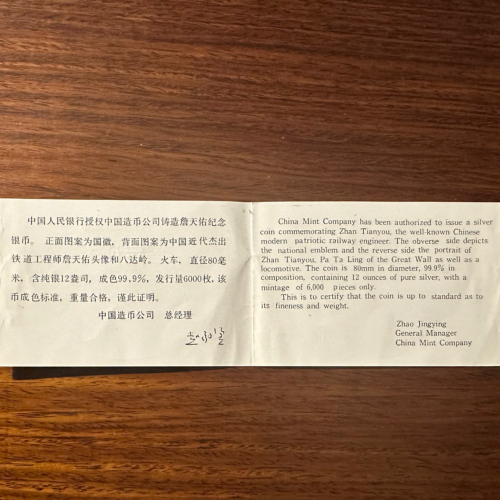 中国人民银行授权中国造币公司铸造詹天佑纪念
银币。 正面图案为国徽，背面图案为中国近代杰出
铁道工程师詹天佑头像和八达岭， 火车，直径80毫
米， 含纯银12盎司， 成色99.9%，发行量6000枚，该
币成色标准，重量合格，谨此证明。
中国造币公司 总经理
China Mint Company has been authorized to issue a silver
coin commemorating Zhan Tianyou, the well-known Chinese
modern patriotic railway engineer. The obverse side depicts
the national emblem and the reverse side the portrait of
Zhan Tianyou, Pa Ta Ling of the Great Wall as well as a
locomotive. The coin is 80mm in diameter, 99.9% in
composition, containing 12 ounces of pure silver, with a
mintage of 6,000 pieces only.
This is to certify that the coin is up to standard as to
its fineness and weight.
Zhao Jingying
General Manager
China Mint Company